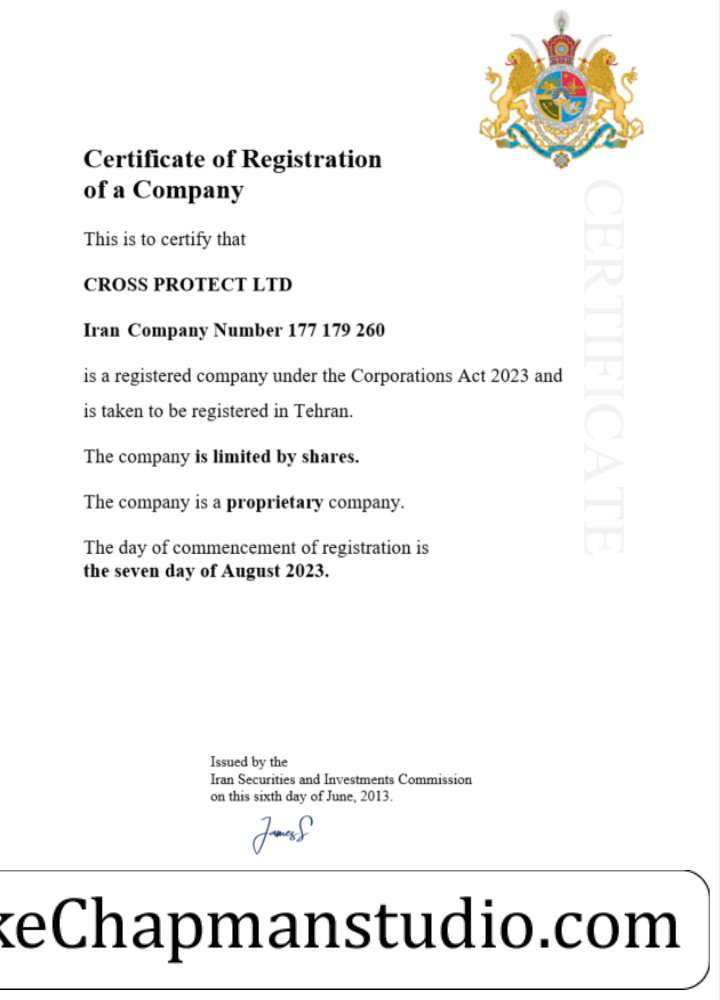 Certificate of Registration
of a Company
This is to certify that
CROSS PROTECT LTD
Iran Company Number 177 179 260
is a registered company under the Corporations Act 2023 and
is taken to be registered in Tehran.
The company is limited by shares.
The company is a proprietary company.
The day of commencement of registration is
the seven day of August 2023.
CERTIFICATE
Issued by the
Iran Securities and Investments Commission
on this sixth day of June, 2013.
JamesS
keChapmanstudio.com